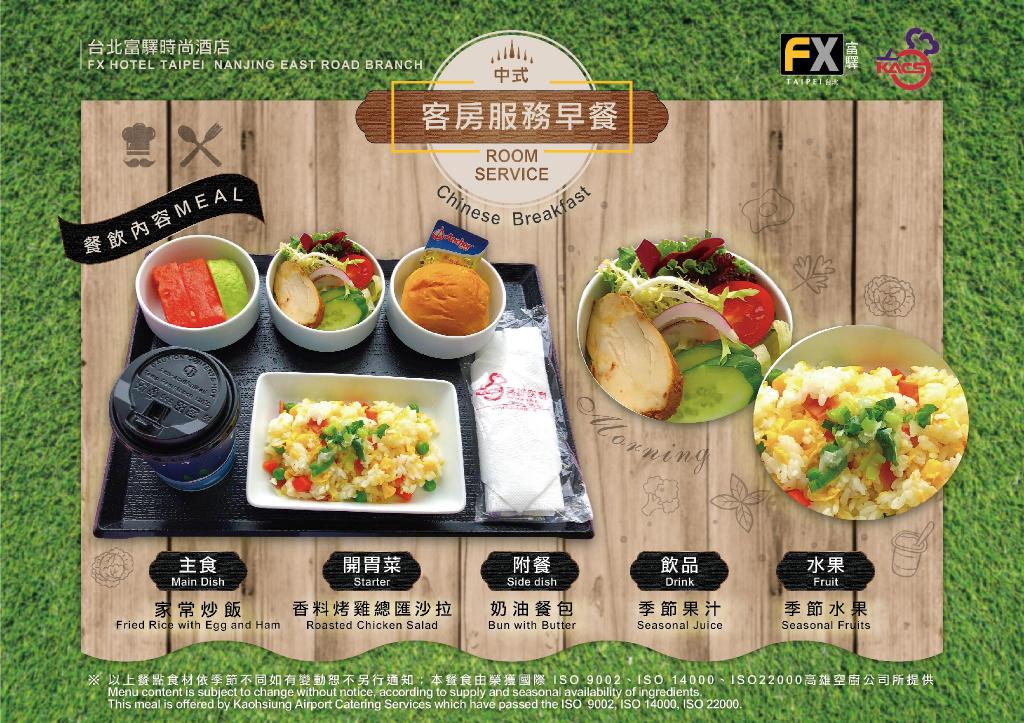 台北富驛時尚酒店
FX HOTEL TAIPEI NANJING EAST ROAD BRANCH
中式
客房服務早餐
ROOM
SERVICE
Chinese Breakfast
FX
富驛
TAIPEI 台北
KACS
餐飲內容MEAL
Anchor
Morning
主食
Main Dish
家常炒飯
Fried Rice with Egg and Ham
開胃菜
Starter
香料烤雞總匯沙拉
Roasted Chicken Salad
附餐
Side dish
奶油餐包
Bun with Butter
飲品
Drink
季節果汁
Seasonal Juice
水果
Fruit
季節水果
Seasonal Fruits
※ 以上餐點食材依季節不同如有變動恕不另行通知；本餐食由榮獲國際 ISO 9002、ISO 14000、ISO22000高雄空廚公司所提供
Menu content is subject to change without notice, according to supply and seasonal availability of ingredients.
This meal is offered by Kaohsiung Airport Catering Services which have passed the ISO 9002, ISO 14000, ISO 22000.